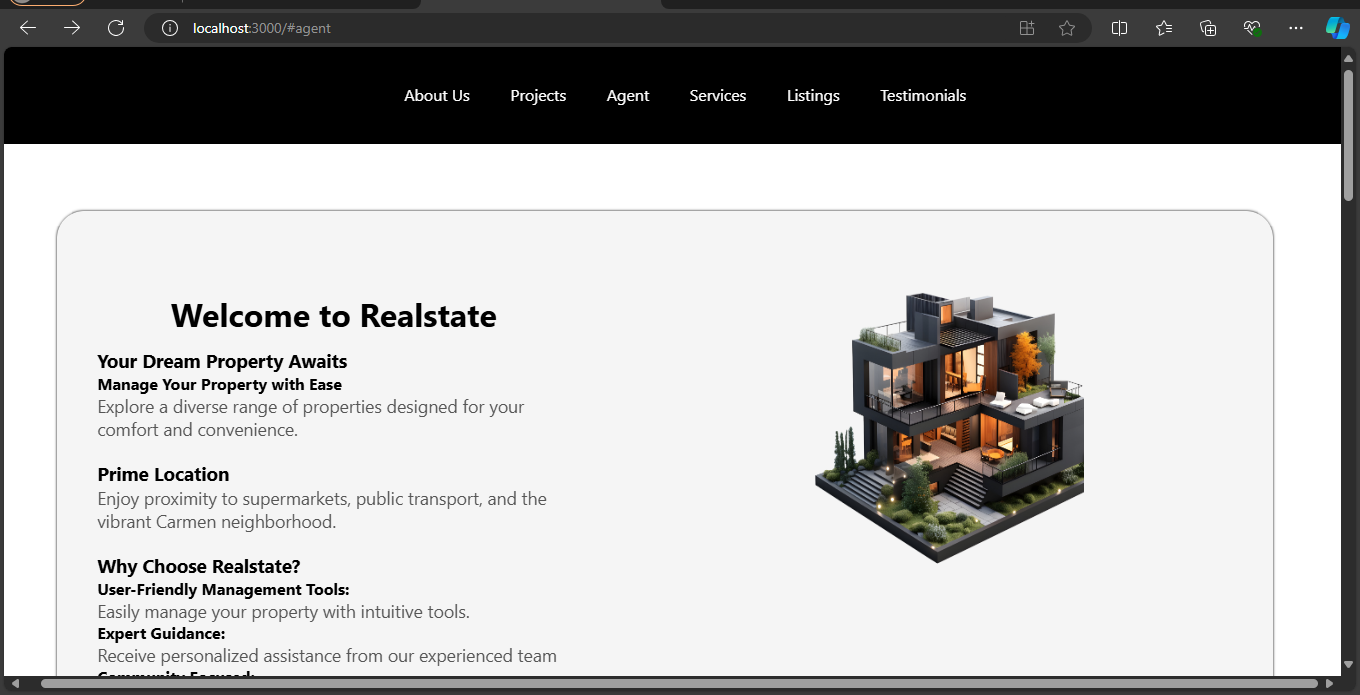 localhost:3000/#agent
About Us Projects Agent Services Listings Testimonials
Welcome to Realstate
Your Dream Property Awaits
Manage Your Property with Ease
Explore a diverse range of properties designed for your
comfort and convenience.
Prime Location
Enjoy proximity to supermarkets, public transport, and the
vibrant Carmen neighborhood.
Why Choose Realstate?
User-Friendly Management Tools:
Easily manage your property with intuitive tools.
Expert Guidance:
Receive personalized assistance from our experienced team
Community Focused: